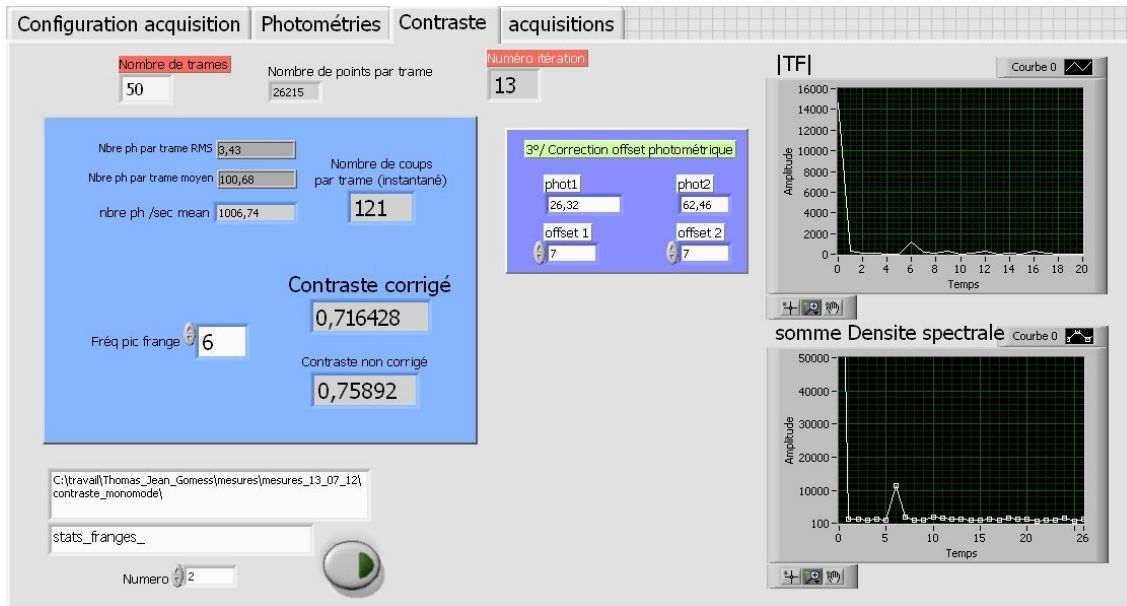 Configuration acquisition
Photométries
Contraste
acquisitions
Nombre de trames
50
Nombre de points par trame
26215
Numéro itération
13
Nbre ph par trame RMS 3,43
Nbre ph par trame moyen 100,68
nbre ph /sec mean 1006,74
Nombre de coups
par trame (instantané)
121
Contraste corrigé
0,716428
Fréq pic frange 6
Contraste non corrigé
0,75892
3°/ Correction offset photométrique
phot1
26,32
phot2
62,46
offset 1
7
offset 2
7
C:\travail\Thomas_Jean_Gomess\mesures\mesures_13_07_12\
contraste_monomode\
stats_franges_
Numero 2
|TF|
Courbe 0
Amplitude
16000
14000
12000
10000
8000
6000
4000
2000
0
0 2 4 6 8 10 12 14 16 18 20
Temps
somme Densite spectrale
Courbe 0
Amplitude
50000
40000
30000
20000
10000
100
0 5 10 15 20 26
Temps